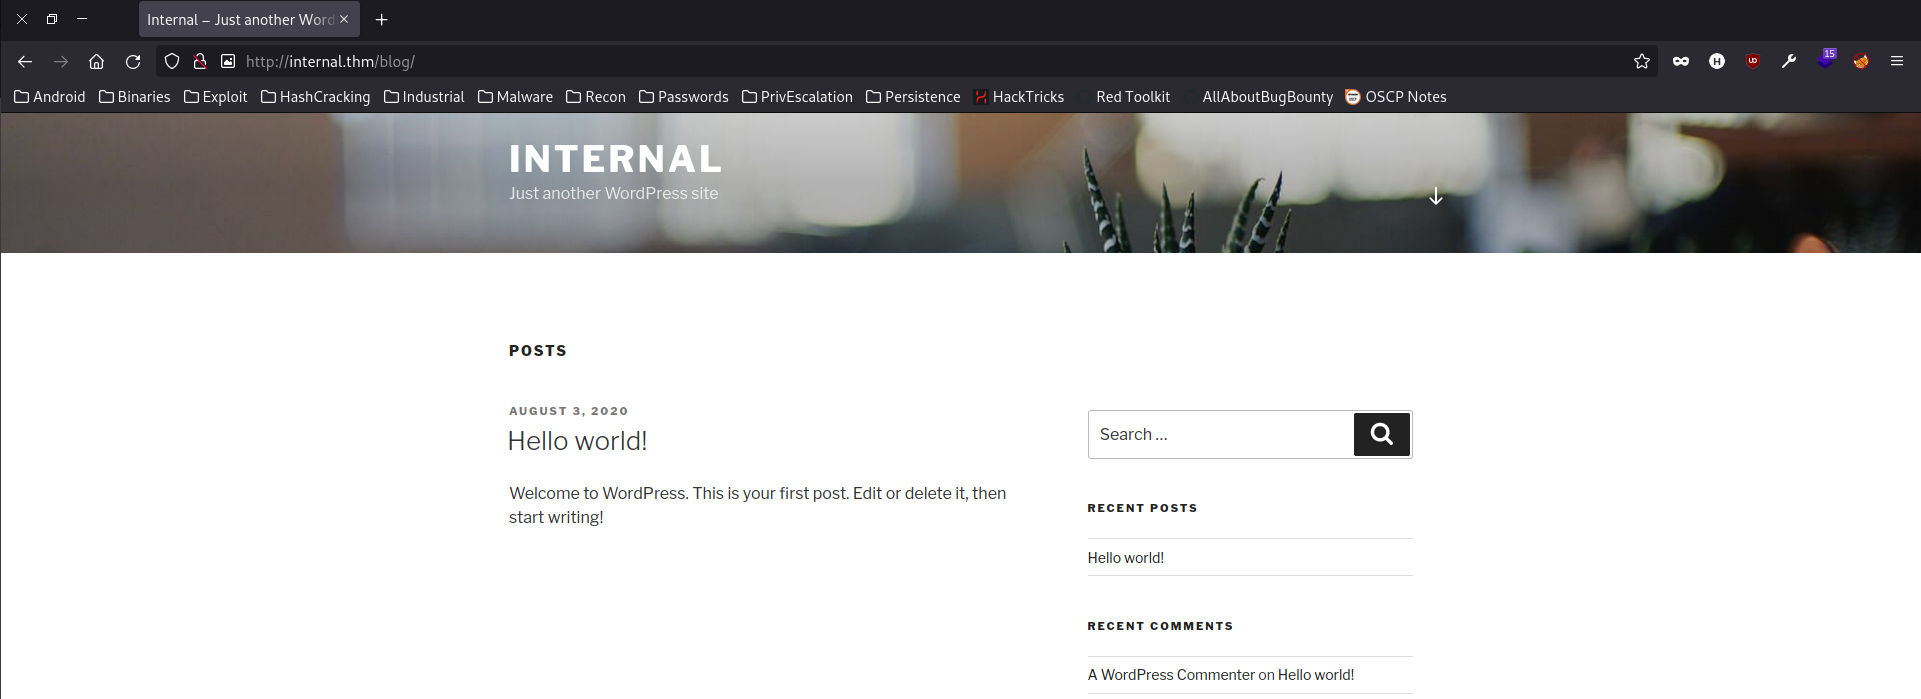 Internal – Just another Word
http://internal.thm/blog/
15
Android Binaries Exploit HashCracking Industrial Malware Recon Passwords PrivEscalation Persistence HackTricks Red Toolkit AllAboutBugBounty OSCP Notes
INTERNAL
Just another WordPress site
POSTS
AUGUST 3, 2020
Hello world!
Welcome to WordPress. This is your first post. Edit or delete it, then
start writing!
Search …
RECENT POSTS
Hello world!
RECENT COMMENTS
A WordPress Commenter on Hello world!